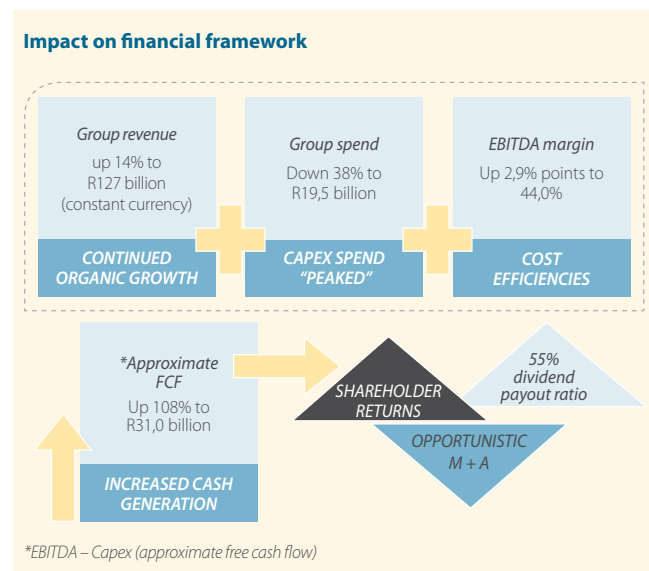 Impact on financial framework
Group revenue
up 14% to
R127 billion
(constant currency)
CONTINUED
ORGANIC GROWTH
Group spend
Down 38% to
R19,5 billion
CAPEX SPEND
“PEAKED”
EBITDA margin
Up 2,9% points to
44,0%
COST
EFFICIENCIES
*Approximate
FCF
Up 108% to
R31,0 billion
INCREASED CASH
GENERATION
SHAREHOLDER
RETURNS
55%
dividend
payout ratio
OPPORTUNISTIC
M + A
*EBITDA – Capex (approximate free cash flow)